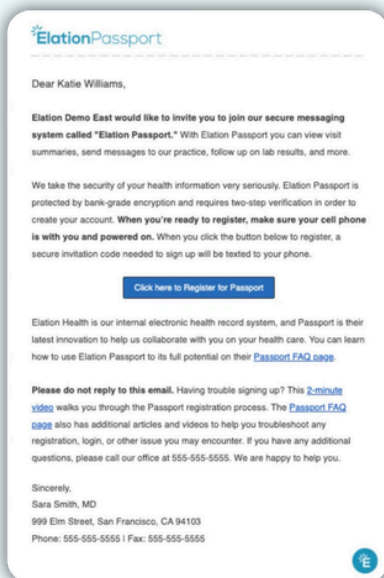 ElationPassport
Dear Katie Williams,
Elation Demo East would like to invite you to join our secure messaging
system called "Elation Passport." With Elation Passport you can view visit
summaries, send messages to our practice, follow up on lab results, and more.
We take the security of your health information very seriously. Elation Passport is
protected by bank-grade encryption and requires two-step verification in order to
create your account. When you're ready to register, make sure your cell phone
is with you and powered on. When you click the button below to register, a
secure invitation code needed to sign up will be texted to your phone.
Click here to Register for Passport
Elation Health is our internal electronic health record system, and Passport is their
latest innovation to help us collaborate with you on your health care. You can learn
how to use Elation Passport to its full potential on their Passport FAQ page.
Please do not reply to this email. Having trouble signing up? This 2-minute
video walks you through the Passport registration process. The Passport FAQ
page also has additional articles and videos to help you troubleshoot any
registration, login, or other issue you may encounter. If you have any additional
questions, please call our office at 555-555-5555. We are happy to help you.
Sincerely,
Sara Smith, MD
999 Elm Street, San Francisco, CA 94103
Phone: 555-555-5555 | Fax: 555-555-5555
E